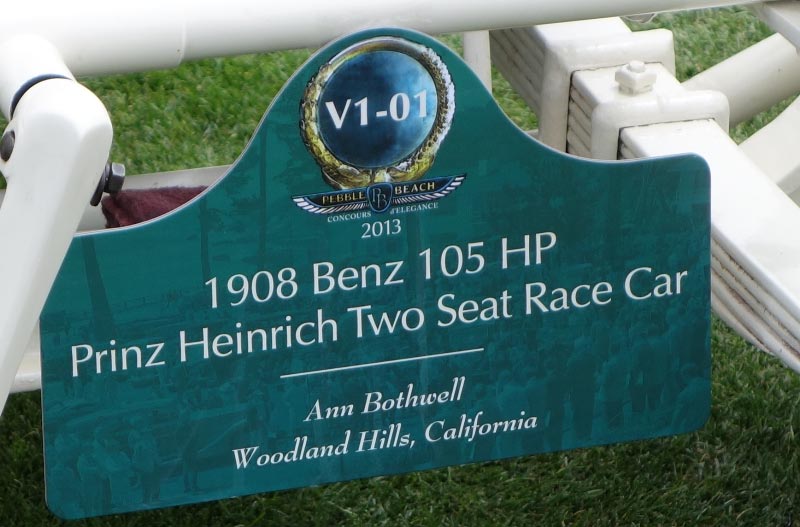 V1-01
PEBBLE BEACH
PB
CONCOURS d'ELEGANCE
2013
1908 Benz 105 HP
Prinz Heinrich Two Seat Race Car
Ann Bothwell
Woodland Hills, California